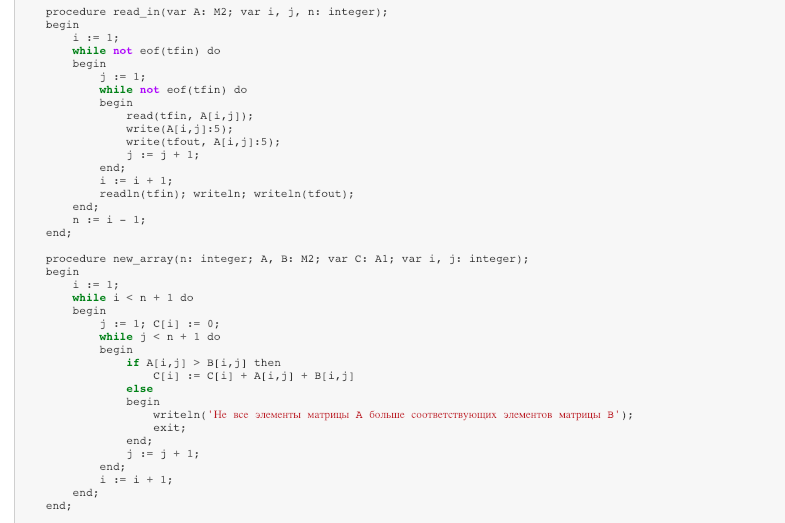 procedure read_in(var A: M2; var i, j, n: integer);
begin
    i := 1;
    while not eof(tfin) do
    begin
        j := 1;
        while not eof(tfin) do
        begin
            read(tfin, A[i,j]);
            write(A[i,j]:5);
            write(tfout, A[i,j]:5);
            j := j + 1;
        end;
        i := i + 1;
        readln(tfin); writeln; writeln(tfout);
    end;
    n := i - 1;
end;

procedure new_array(n: integer; A, B: M2; var C: A1; var i, j: integer);
begin
    i := 1;
    while i < n + 1 do
    begin
        j := 1; C[i] := 0;
        while j < n + 1 do
        begin
            if A[i,j] > B[i,j] then
                C[i] := C[i] + A[i,j] + B[i,j]
            else
            begin
                writeln('Не все элементы матрицы A больше соответствующих элементов матрицы B');
                exit;
            end;
            j := j + 1;
        end;
        i := i + 1;
    end;
end;